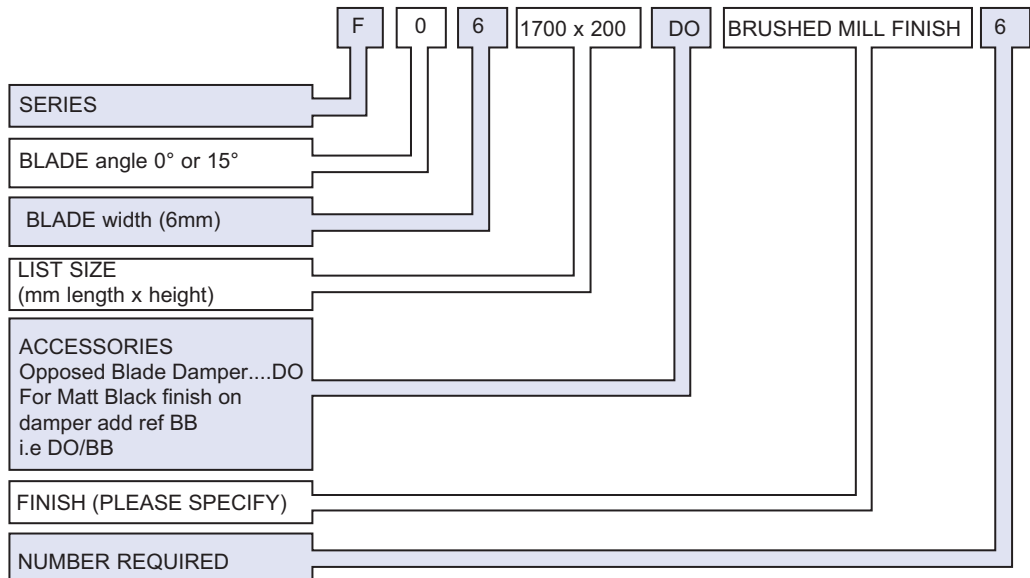 F 0 6 1700 x 200 DO BRUSHED MILL FINISH 6
SERIES
BLADE angle 0° or 15°
BLADE width (6mm)
LIST SIZE
(mm length x height)
ACCESSORIES
Opposed Blade Damper....DO
For Matt Black finish on
damper add ref BB
i.e DO/BB
FINISH (PLEASE SPECIFY)
NUMBER REQUIRED